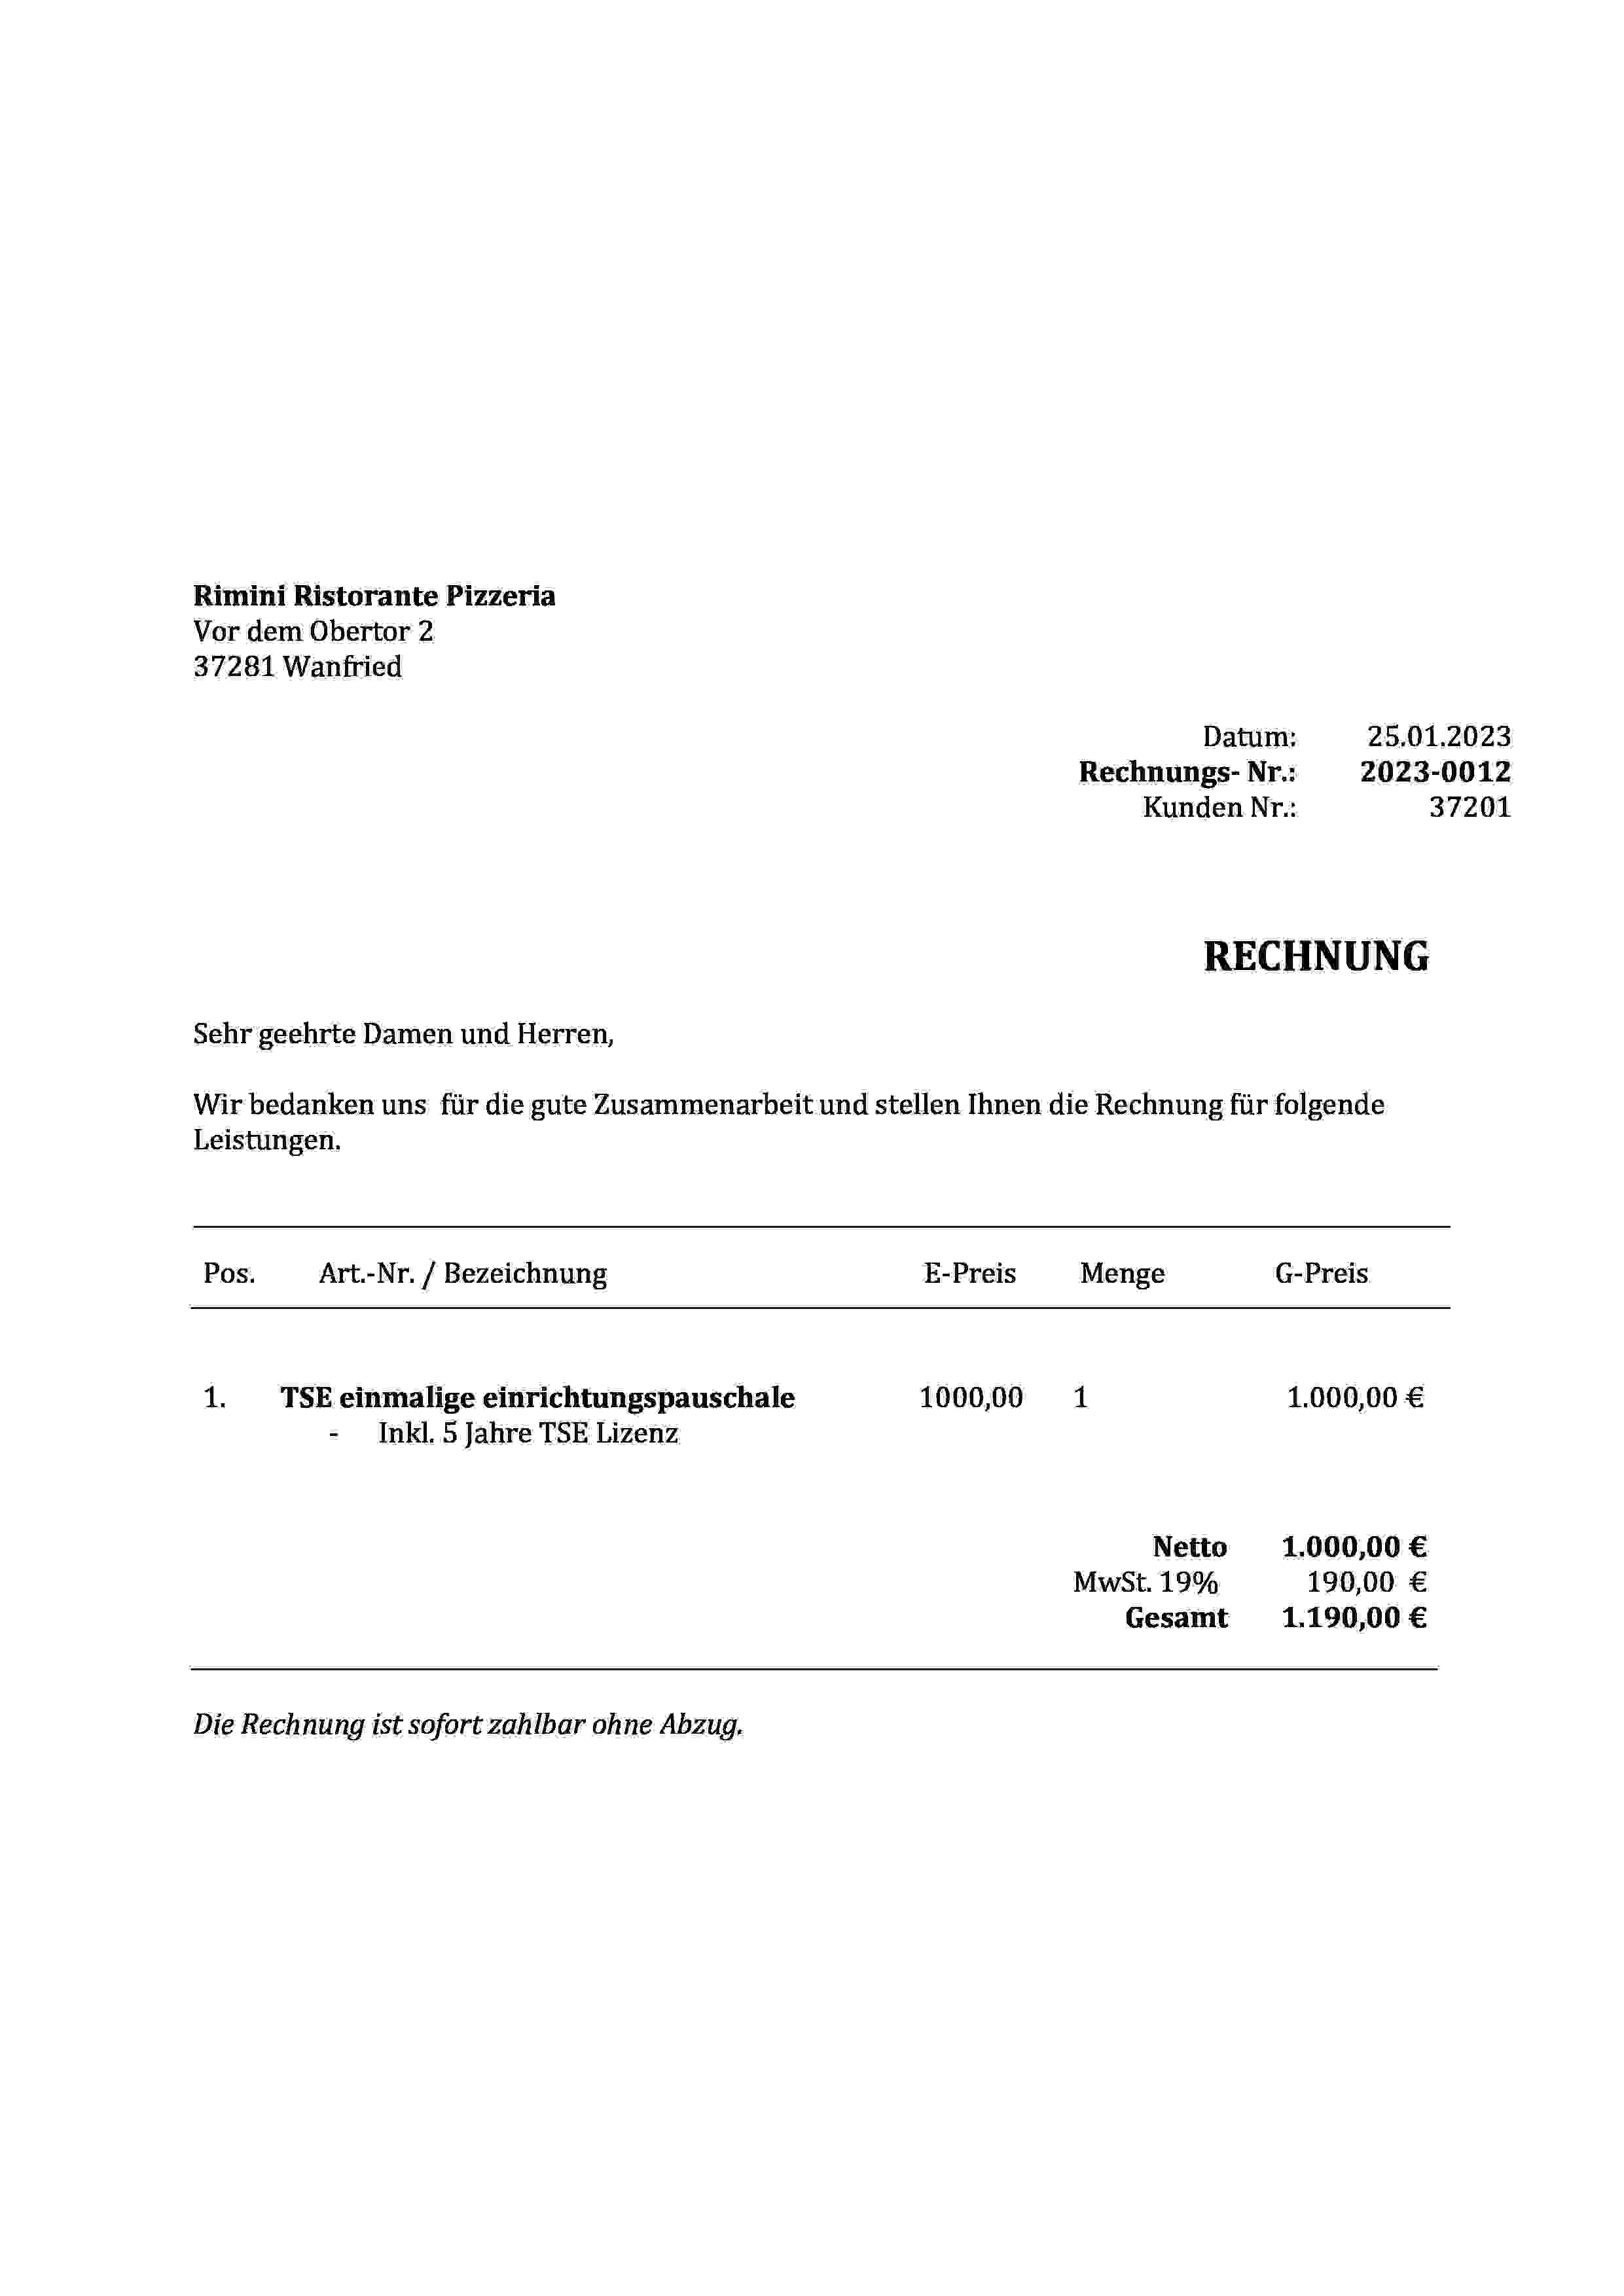 Rimini Ristorante Pizzeria
Vor dem Obertor 2
37281 Wanfried
Datum: 25.01.2023
Rechnungs- Nr.: 2023-0012
Kunden Nr.: 37201
RECHNUNG
Sehr geehrte Damen und Herren,
Wir bedanken uns für die gute Zusammenarbeit und stellen Ihnen die Rechnung für folgende
Leistungen.
Pos. Art.-Nr. / Bezeichnung E-Preis Menge G-Preis
1. TSE einmalige einrichtungspauschale 1000,00 1 1.000,00 €
- Inkl. 5 Jahre TSE Lizenz
Netto 1.000,00 €
MwSt. 19% 190,00 €
Gesamt 1.190,00 €
Die Rechnung ist sofort zahlbar ohne Abzug.